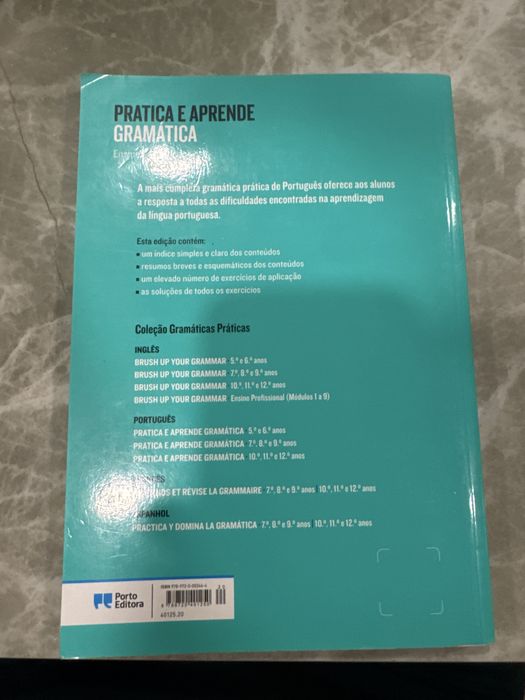 PRATICA E APRENDE
GRAMÁTICA
A mais completa gramática prática de Português oferece aos alunos
a resposta a todas as dificuldades encontradas na aprendizagem
da língua portuguesa.
Esta edição contém:
▪ um índice simples e claro dos conteúdos
▪ resumos breves e esquemáticos dos conteúdos
▪ um elevado número de exercícios de aplicação
▪ as soluções de todos os exercícios
Coleção Gramáticas Práticas
INGLÊS
BRUSH UP YOUR GRAMMAR 5.º e 6.º anos
BRUSH UP YOUR GRAMMAR 7.º, 8.º e 9.º anos
BRUSH UP YOUR GRAMMAR 10.º, 11.º e 12.º anos
BRUSH UP YOUR GRAMMAR Ensino Profissional (Módulos 1 a 9)
PORTUGUÊS
PRATICA E APRENDE GRAMÁTICA 5.º e 6.º anos
PRATICA E APRENDE GRAMÁTICA 7.º, 8.º e 9.º anos
PRATICA E APRENDE GRAMÁTICA 10.º, 11.º e 12.º anos
ET RÉVISE LA GRAMMAIRE 7.º, 8.º e 9.º anos | 10.º, 11.º e 12.º anos
PRACTICA Y DOMINA LA GRAMÁTICA 7.º, 8.º e 9.º anos | 10.º, 11.º e 12.º anos
Porto
Editora
40125.20